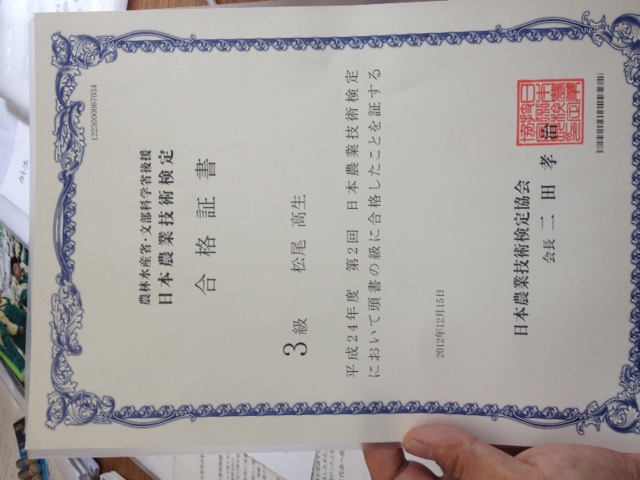 1223000067034
農林水産省・文部科学省後援
日本農業技術検定
合格証書
3級 松尾 高生
平成24年度 第2回 日本農業技術検定
において頭書の級に合格したことを証する
2012年12月15日
日本農業技術検定協会
会長 二田孝治